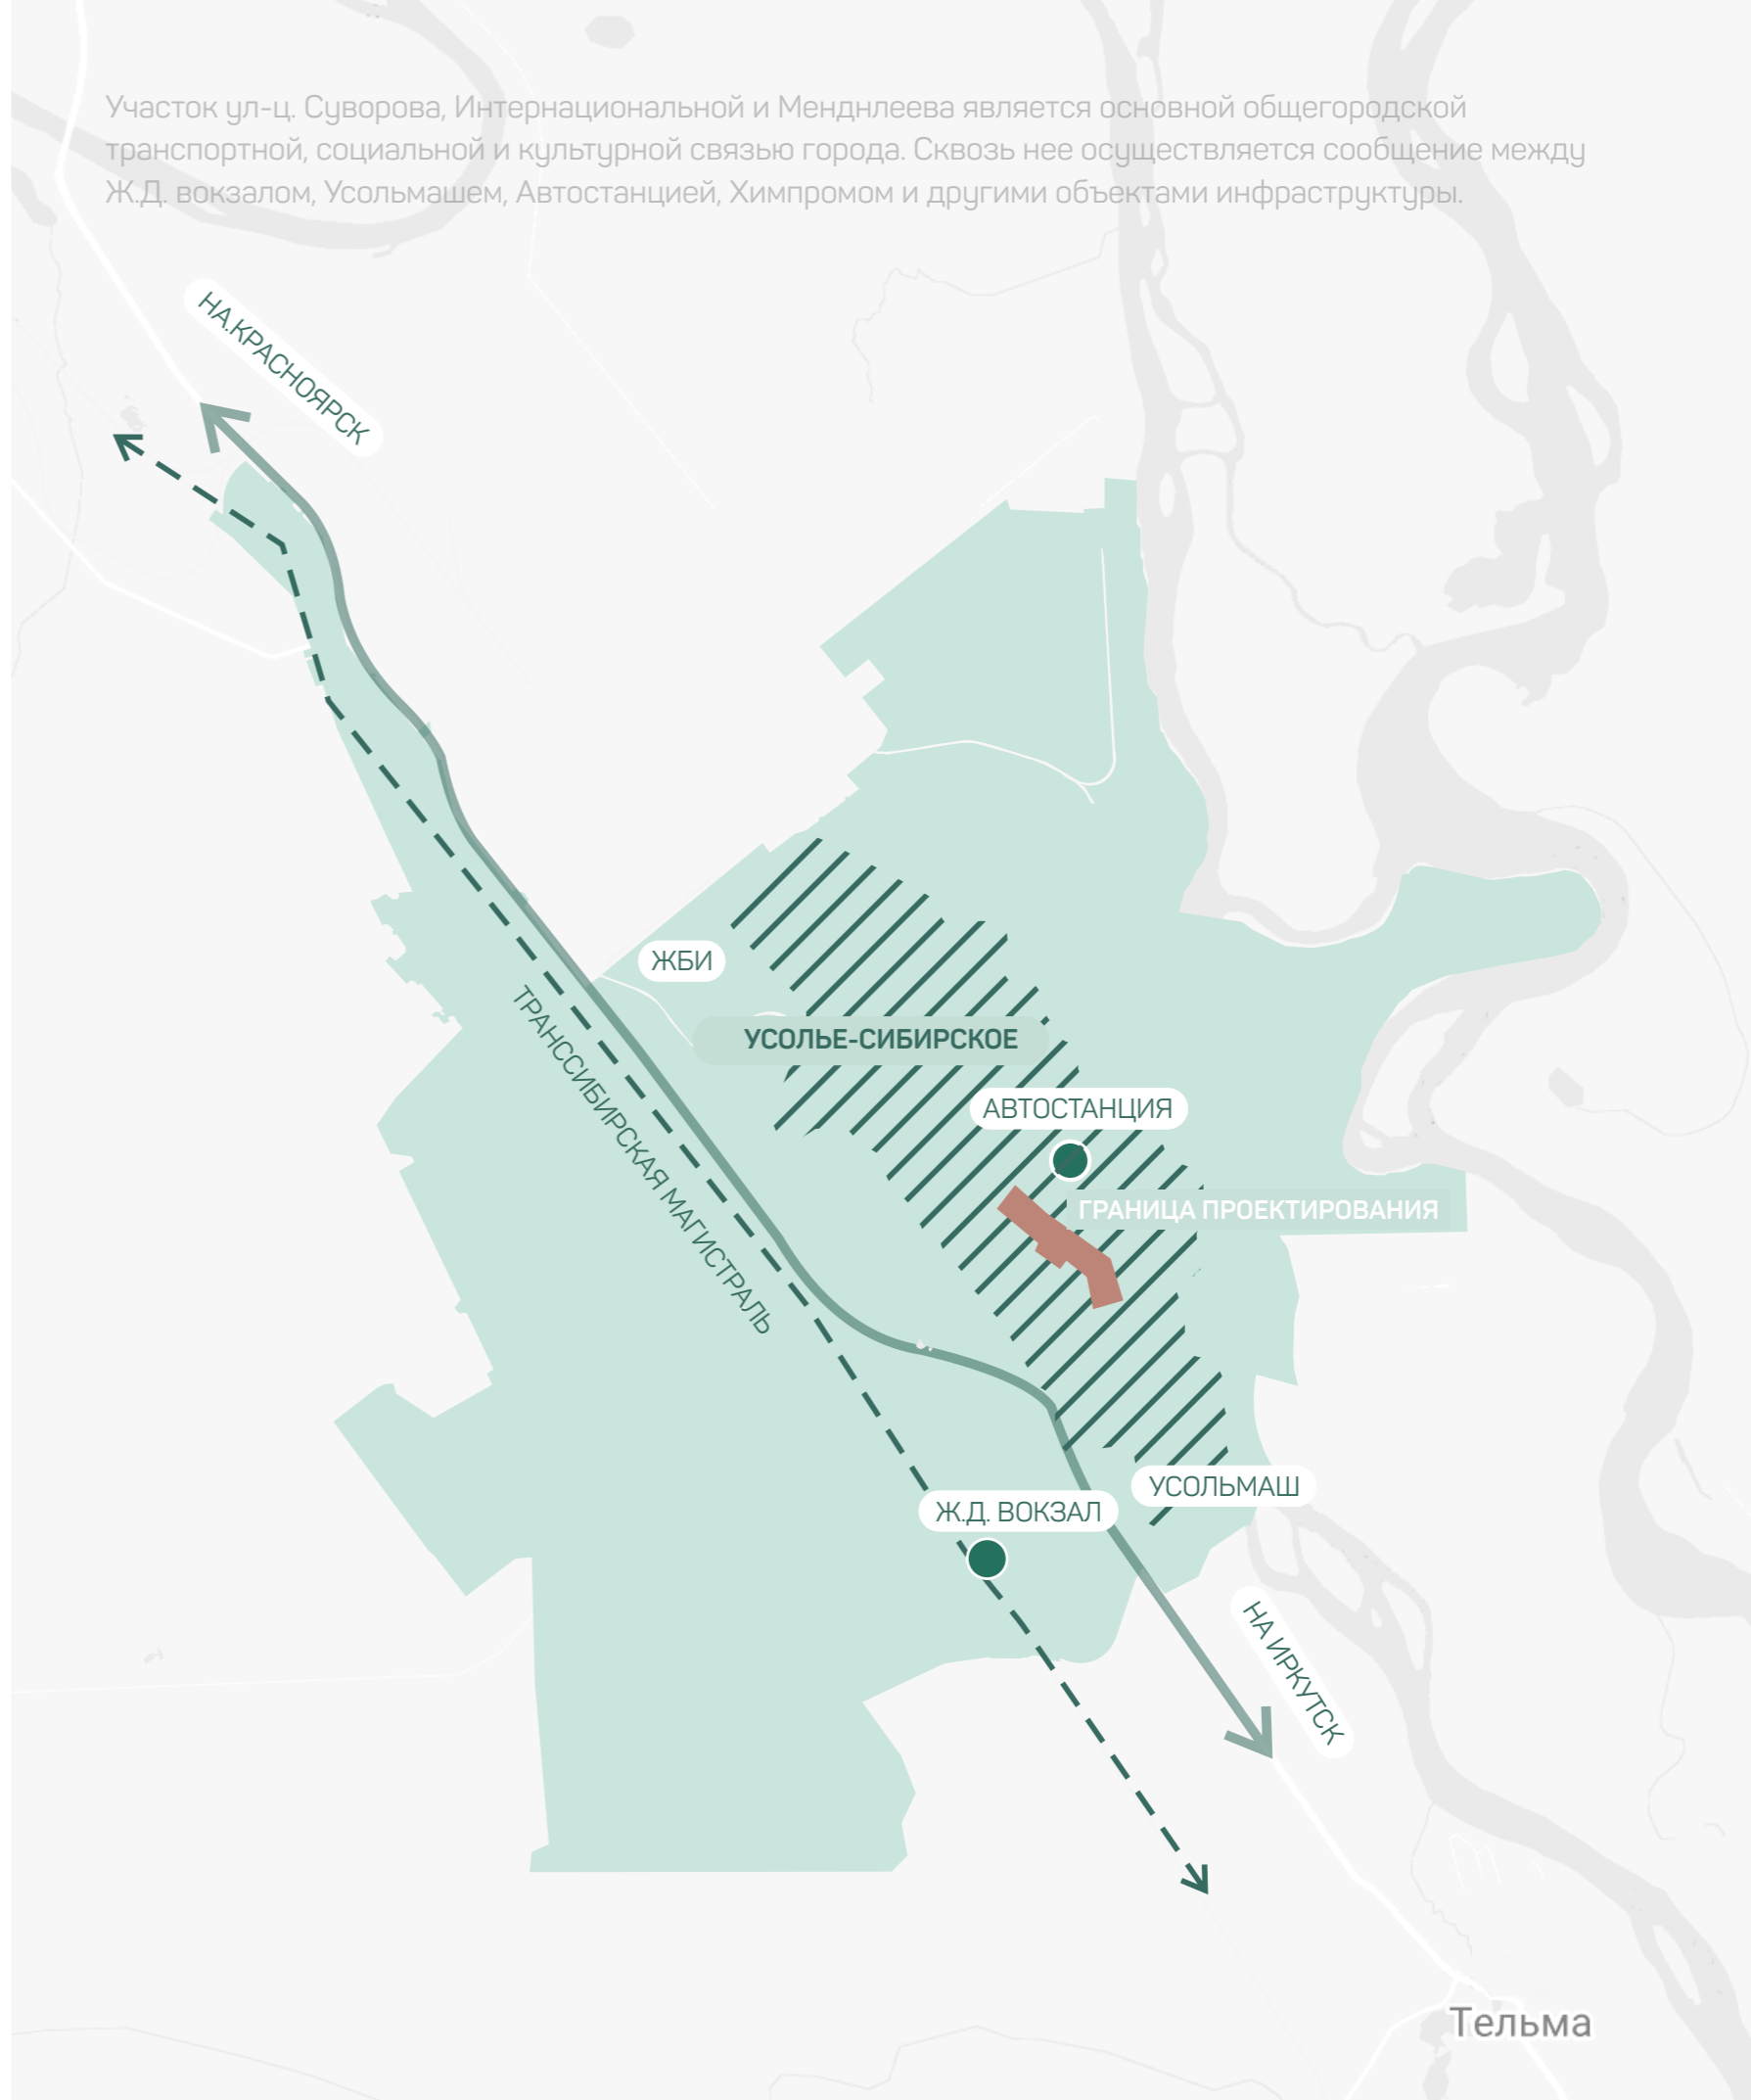 Участок ул-ц. Суворова, Интернациональной и Менднлеева является основной общегородской
транспортной, социальной и культурной связью города. Сквозь нее осуществляется сообщение между
Ж.Д. вокзалом, Усольмашем, Автостанцией, Химпромом и другими объектами инфраструктуры.
НА.КРАСНОЯРСК
ЖБИ
ТРАНССИБИРСКАЯ МАГИСТРАЛЬ
УСОЛЬЕ-СИБИРСКОЕ
АВТОСТАНЦИЯ
ГРАНИЦА ПРОЕКТИРОВАНИЯ
УСОЛЬМАШ
Ж.Д. ВОКЗАЛ
НА ИРКУТСК
Тельма